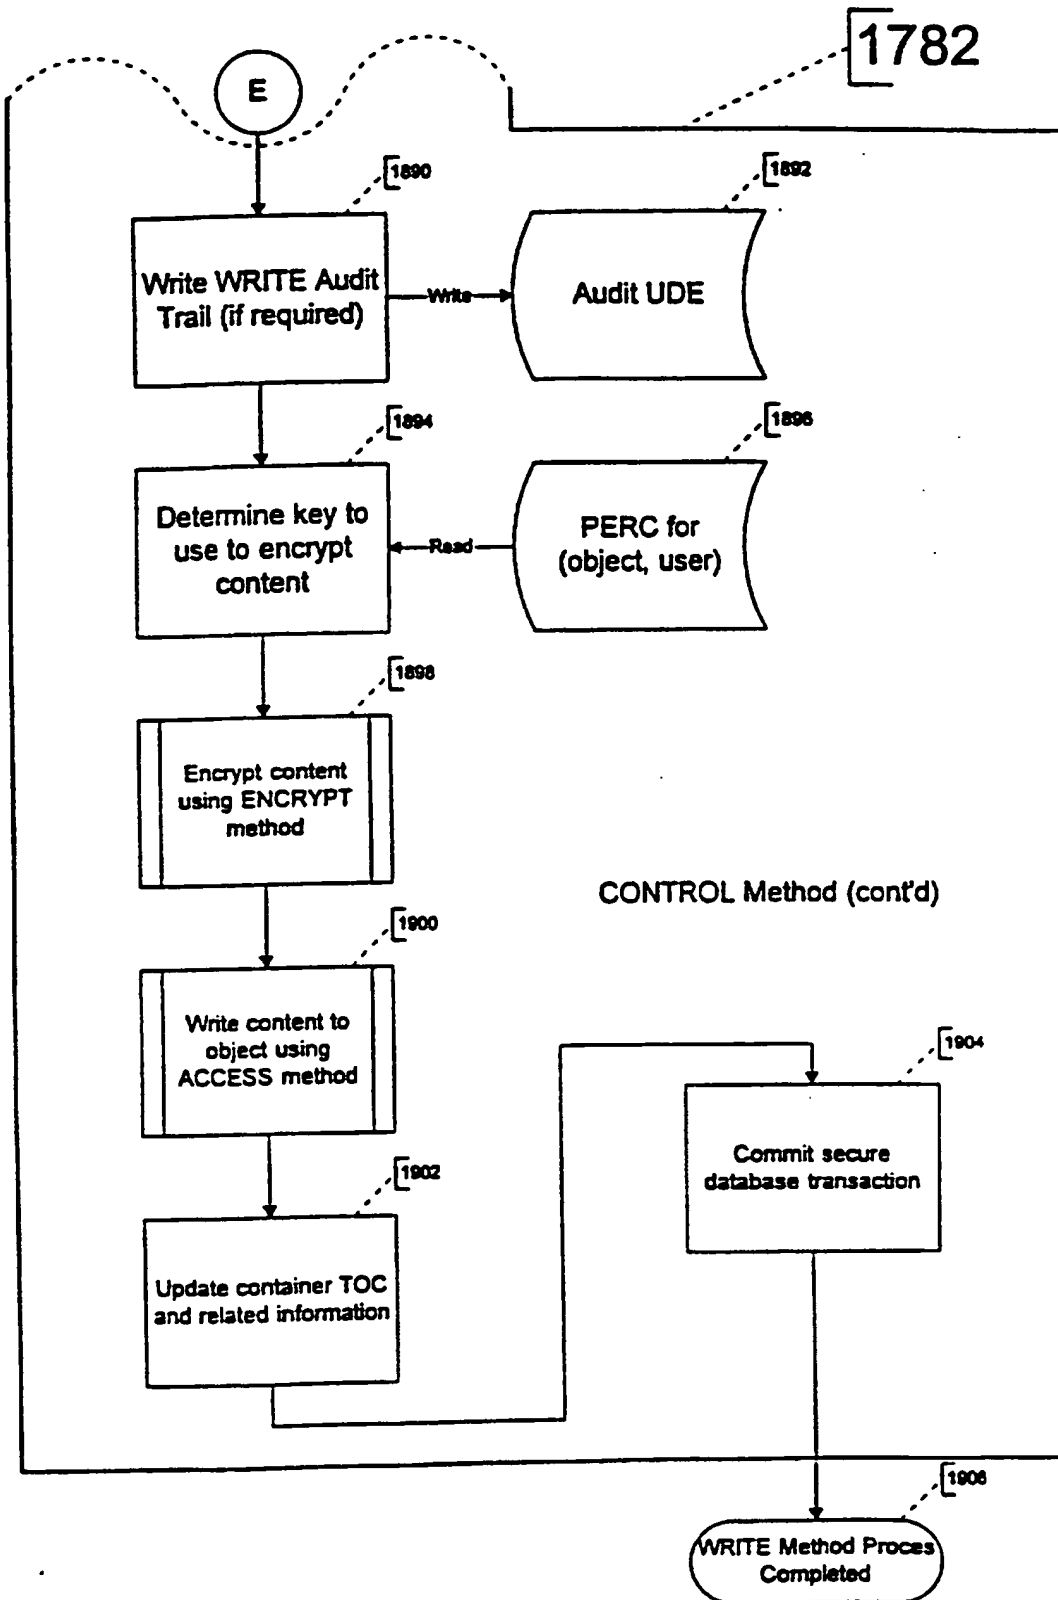 1782
E
1890
Write WRITE Audit
Trail (if required)
Write
1892
Audit UDE
1894
Determine key to
use to encrypt
content
Read
1896
PERC for
(object, user)
1898
Encrypt content
using ENCRYPT
method
CONTROL Method (cont'd)
1900
Write content to
object using
ACCESS method
1902
Update container TOC
and related information
1904
Commit secure
database transaction
1906
WRITE Method Proces
Completed